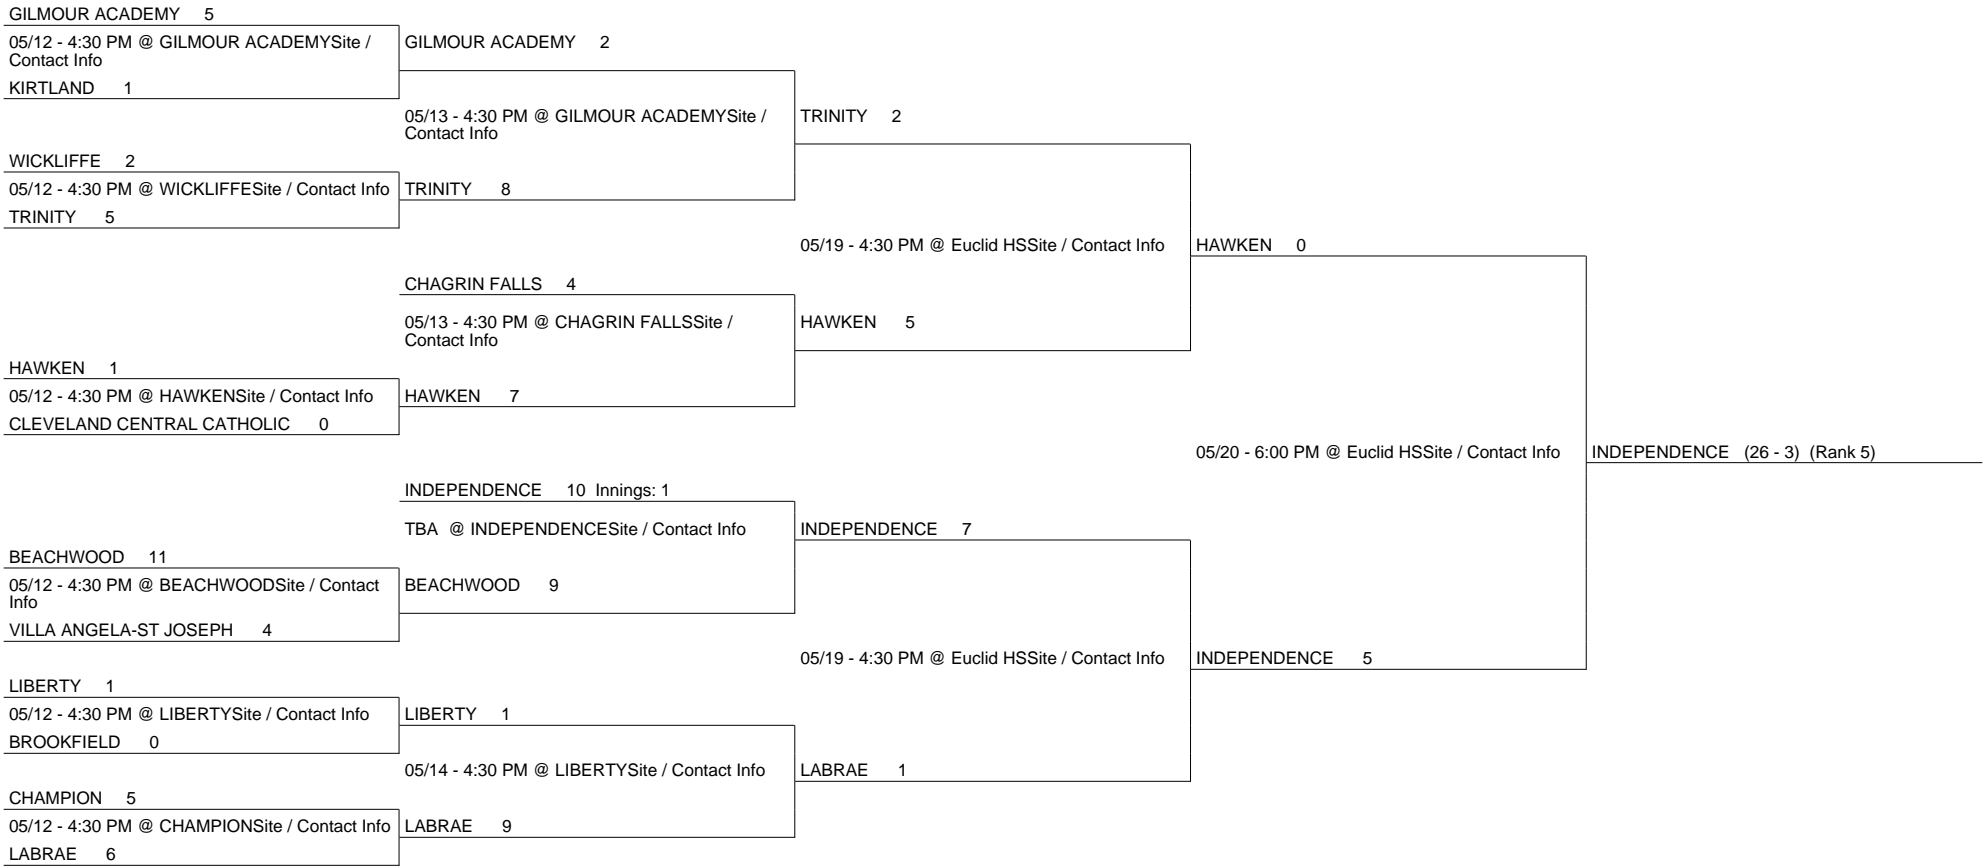 GILMOUR ACADEMY 5
05/12 - 4:30 PM @ GILMOUR ACADEMYSite /
Contact Info
KIRTLAND 1
WICKLIFFE 2
05/12 - 4:30 PM @ WICKLIFFESite / Contact Info
TRINITY 5
HAWKEN 1
05/12 - 4:30 PM @ HAWKENSite / Contact Info
CLEVELAND CENTRAL CATHOLIC 0
BEACHWOOD 11
05/12 - 4:30 PM @ BEACHWOODSite / Contact
Info
VILLA ANGELA-ST JOSEPH 4
LIBERTY 1
05/12 - 4:30 PM @ LIBERTYSite / Contact Info
BROOKFIELD 0
CHAMPION 5
05/12 - 4:30 PM @ CHAMPIONSite / Contact Info
LABRAE 6
GILMOUR ACADEMY 2
05/13 - 4:30 PM @ GILMOUR ACADEMYSite /
Contact Info
TRINITY 8
CHAGRIN FALLS 4
05/13 - 4:30 PM @ CHAGRIN FALLSSite /
Contact Info
HAWKEN 7
INDEPENDENCE 10 Innings: 1
TBA @ INDEPENDENCESite / Contact Info
BEACHWOOD 9
LIBERTY 1
05/14 - 4:30 PM @ LIBERTYSite / Contact Info
LABRAE 9
TRINITY 2
05/19 - 4:30 PM @ Euclid HSSite / Contact Info
HAWKEN 5
INDEPENDENCE 7
05/19 - 4:30 PM @ Euclid HSSite / Contact Info
LABRAE 1
HAWKEN 0
05/20 - 6:00 PM @ Euclid HSSite / Contact Info
INDEPENDENCE 5
INDEPENDENCE (26 - 3) (Rank 5)